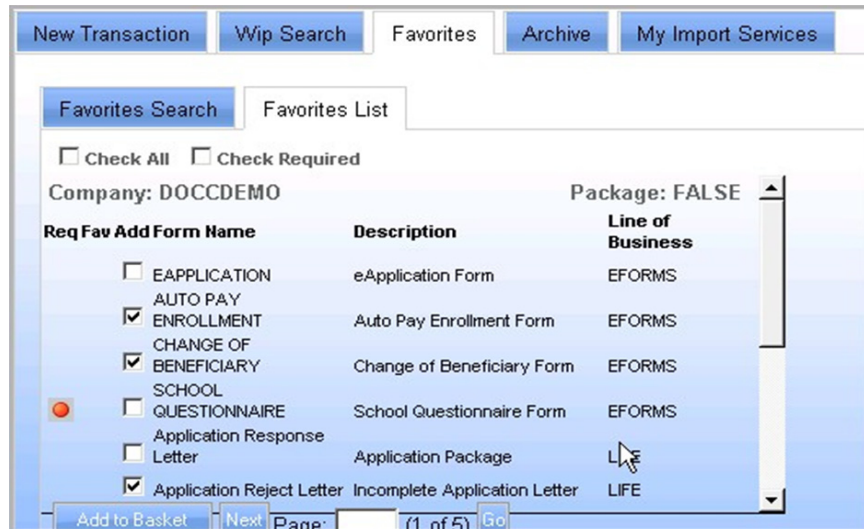 New Transaction Wip Search Favorites Archive My Import Services
Favorites Search Favorites List
Check All Check Required
Company: DOCCDEMO Package: FALSE
Req Fav Add Form Name Description Line of Business
EAPPLICATION eApplication Form EFORMS
AUTO PAY
ENROLLMENT Auto Pay Enrollment Form EFORMS
CHANGE OF
BENEFICIARY Change of Beneficiary Form EFORMS
SCHOOL
QUESTIONNAIRE School Questionnaire Form EFORMS
Application Response
Letter Application Package
Application Reject Letter Incomplete Application Letter LIFE
Add to Basket Next Page: (1 of 5) Go